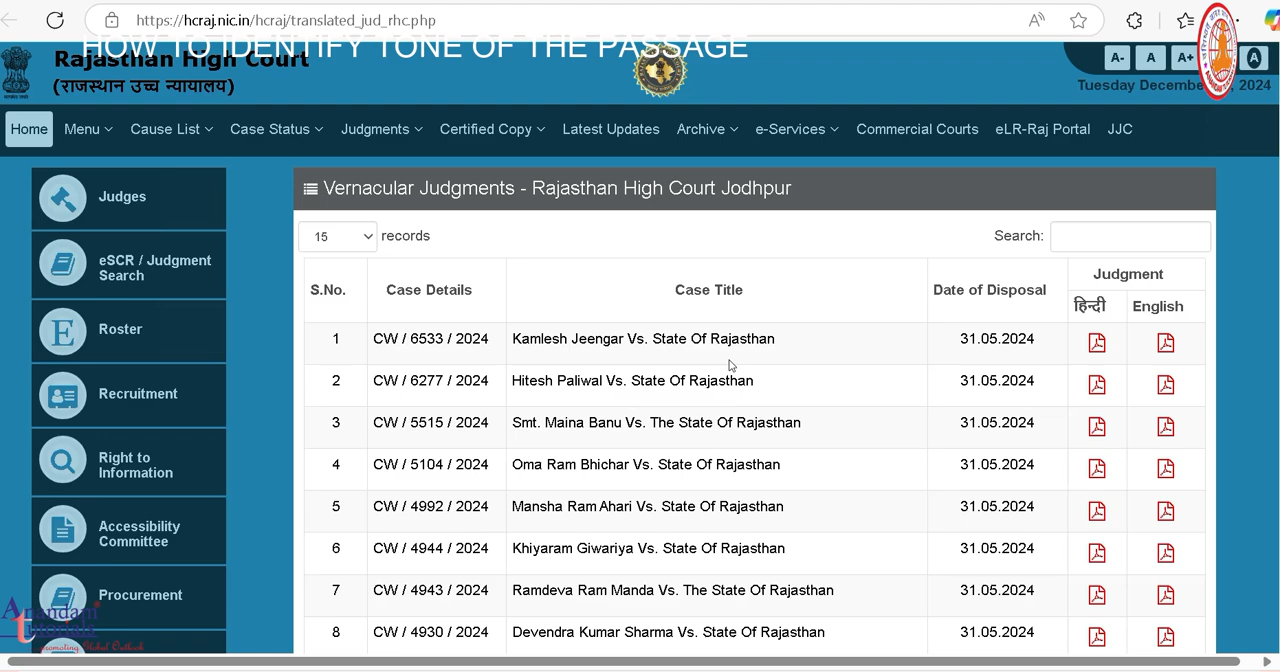 https://hcraj.nic.in/hcraj/translated_jud_rhc.php
HOW TO IDENTIFY TONE OF THE PASSAGE
Rajasthan High Court
(राजस्थान उच्च न्यायालय)
A- A A+ A
Tuesday 2024
Home Menu Cause List Case Status Judgments Certified Copy Latest Updates Archive e-Services Commercial Courts eLR-Raj Portal JJC
Judges
eSCR / Judgment
Search
Roster
Recruitment
Right to
Information
Accessibility
Committee
Procurement
Anandam
tutorials
promoting Global Outlook
Vernacular Judgments - Rajasthan High Court Jodhpur
15 records Search:
S.No. Case Details Case Title Date of Disposal Judgment
हिन्दी English
1 CW / 6533 / 2024 Kamlesh Jeengar Vs. State Of Rajasthan 31.05.2024
2 CW / 6277 / 2024 Hitesh Paliwal Vs. State Of Rajasthan 31.05.2024
3 CW / 5515 / 2024 Smt. Maina Banu Vs. The State Of Rajasthan 31.05.2024
4 CW / 5104 / 2024 Oma Ram Bhichar Vs. State Of Rajasthan 31.05.2024
5 CW / 4992 / 2024 Mansha Ram Ahari Vs. State Of Rajasthan 31.05.2024
6 CW / 4944 / 2024 Khiyaram Giwariya Vs. State Of Rajasthan 31.05.2024
7 CW / 4943 / 2024 Ramdeva Ram Manda Vs. The State Of Rajasthan 31.05.2024
8 CW / 4930 / 2024 Devendra Kumar Sharma Vs. State Of Rajasthan 31.05.2024